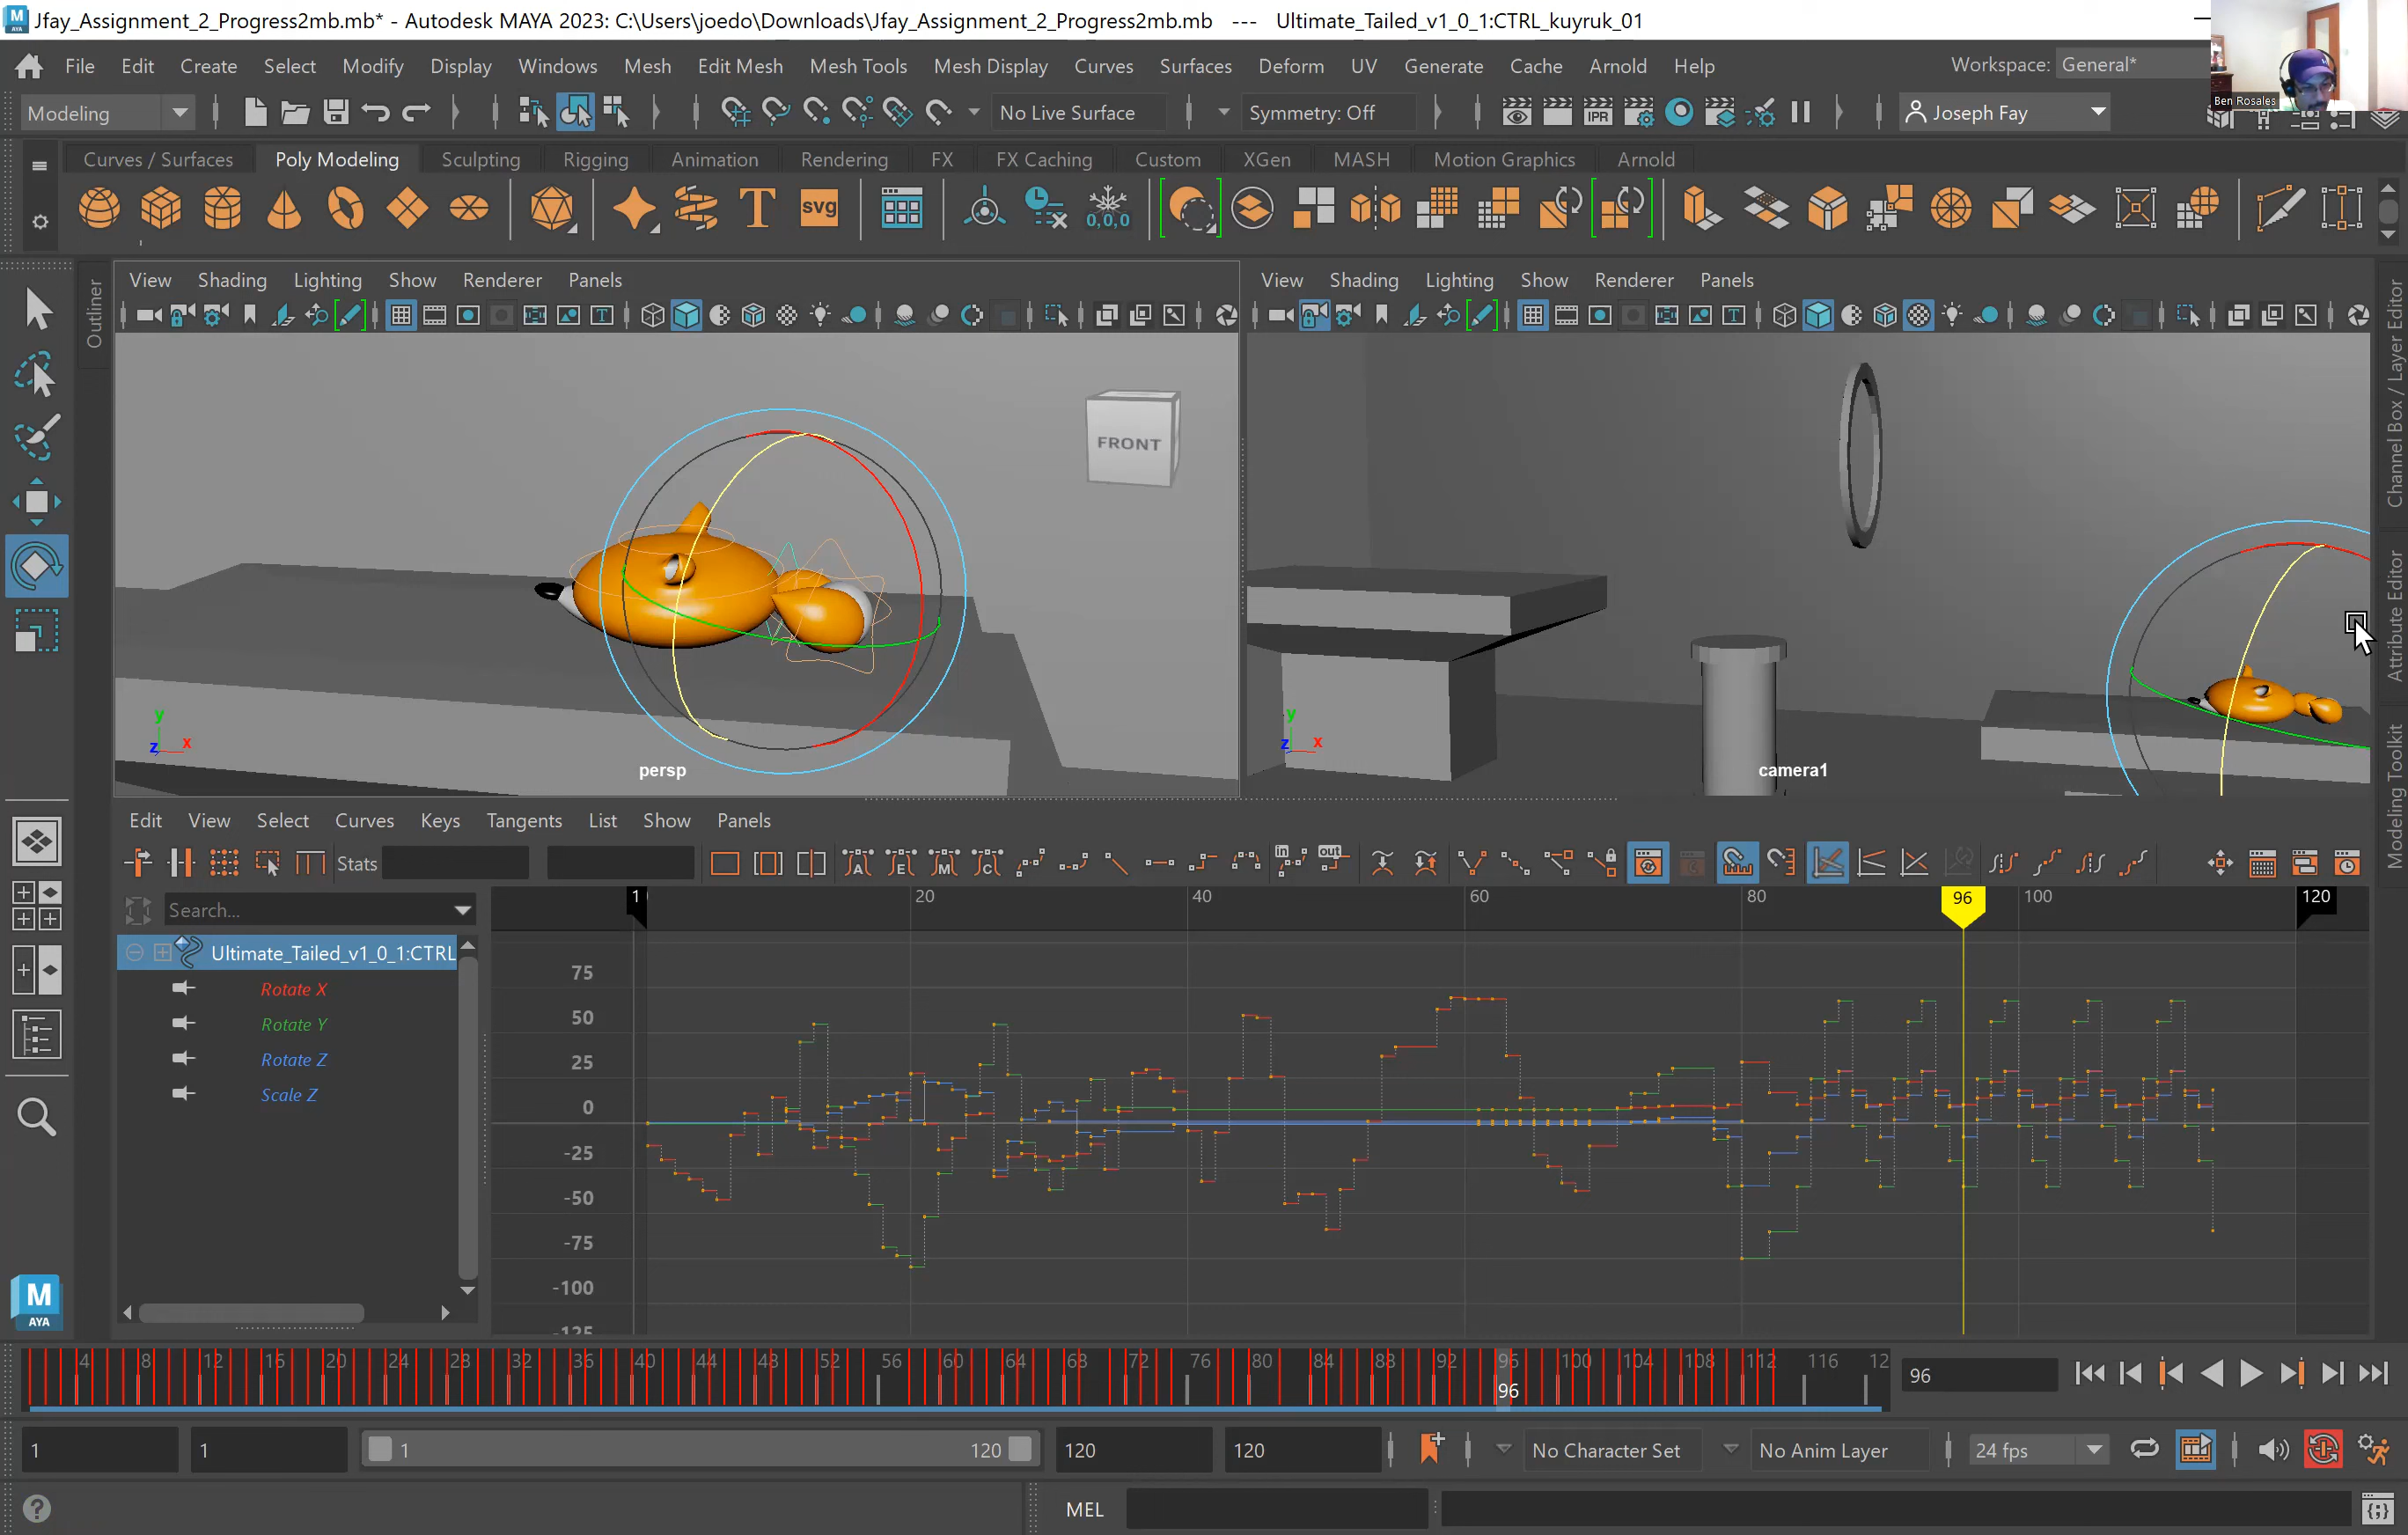 Jfay_Assignment_2_Progress2mb.mb* - Autodesk MAYA 2023: C:\Users\joedo\Downloads\Jfay_Assignment_2_Progress2mb.mb --- Ultimate_Tailed_v1_0_1:CTRL_kuyruk_01
File Edit Create Select Modify Display Windows Mesh Edit Mesh Mesh Tools Mesh Display Curves Surfaces Deform UV Generate Cache Arnold Help Workspace: General*
Ben Rosales
Modeling No Live Surface Symmetry: Off IPR Joseph Fay
Curves / Surfaces Poly Modeling Sculpting Rigging Animation Rendering FX FX Caching Custom XGen MASH Motion Graphics Arnold
T svg 0,0,0
Outliner
View Shading Lighting Show Renderer Panels
View Shading Lighting Show Renderer Panels
FRONT
y
z x
persp
y
z x
camera1
Channel Box / Layer Editor
Attribute Editor
Modeling Toolkit
Edit View Select Curves Keys Tangents List Show Panels
Stats A E M C in out
Search...
1 20 40 60 80 96 100 120
Ultimate_Tailed_v1_0_1:CTRL
Rotate X
Rotate Y
Rotate Z
Scale Z
75
50
25
0
-25
-50
-75
-100
-125
M
AYA
4 8 12 16 20 24 28 32 36 40 44 48 52 56 60 64 68 72 76 80 84 88 92 96 100 104 108 112 116 12
96
96
1 1 1 120 120 120 No Character Set No Anim Layer 24 fps
MEL